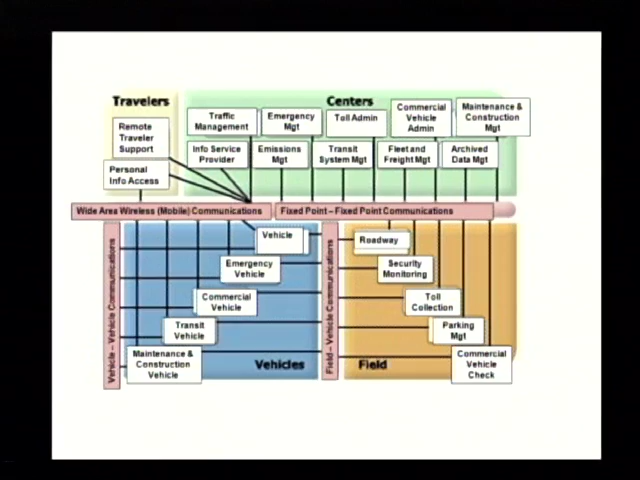 Travelers
Centers
Remote
Traveler
Support
Personal
Info Access
Traffic
Management
Emergency
Mgt
Toll Admin
Commercial
Vehicle
Admin
Maintenance &
Construction
Mgt
Info Service
Provider
Emissions
Mgt
Transit
System Mgt
Fleet and
Freight Mgt
Archived
Data Mgt
Wide Area Wireless (Mobile) Communications
Fixed Point – Fixed Point Communications
Vehicle – Vehicle Communications
Vehicle
Emergency
Vehicle
Commercial
Vehicle
Transit
Vehicle
Maintenance &
Construction
Vehicle
Vehicles
Field – Vehicle Communications
Roadway
Security
Monitoring
Toll
Collection
Parking
Mgt
Commercial
Vehicle
Check
Field